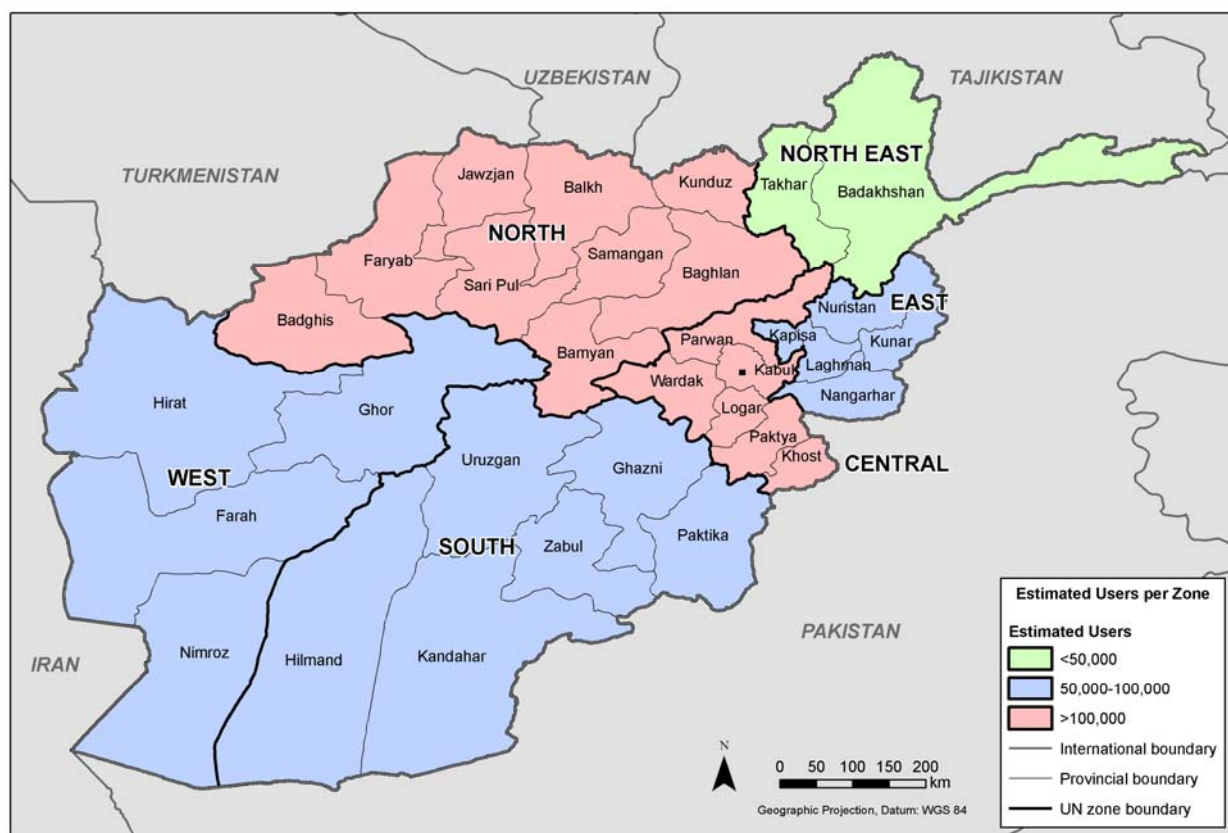 UZBEKISTAN
TAJIKISTAN
TURKMENISTAN
NORTH EAST
Takhar
Badakhshan
Jawzjan
Balkh
Kunduz
NORTH
Samangan
Faryab
Baghlan
Sari Pul
Badghis
EAST
Nuristan
Kapisa
Kunar
Parwan
Bamyan
Laghman
Kabul
Wardak
Nangarhar
Hirat
Ghor
Logar
Paktya
Khost
CENTRAL
Uruzgan
Ghazni
WEST
Farah
SOUTH
Zabul
Paktika
Nimroz
Hilmand
Kandahar
IRAN
PAKISTAN
N
0 50 100 150 200
km
Geographic Projection, Datum: WGS 84
Estimated Users per Zone
Estimated Users
<50,000
50,000-100,000
>100,000
International boundary
Provincial boundary
UN zone boundary